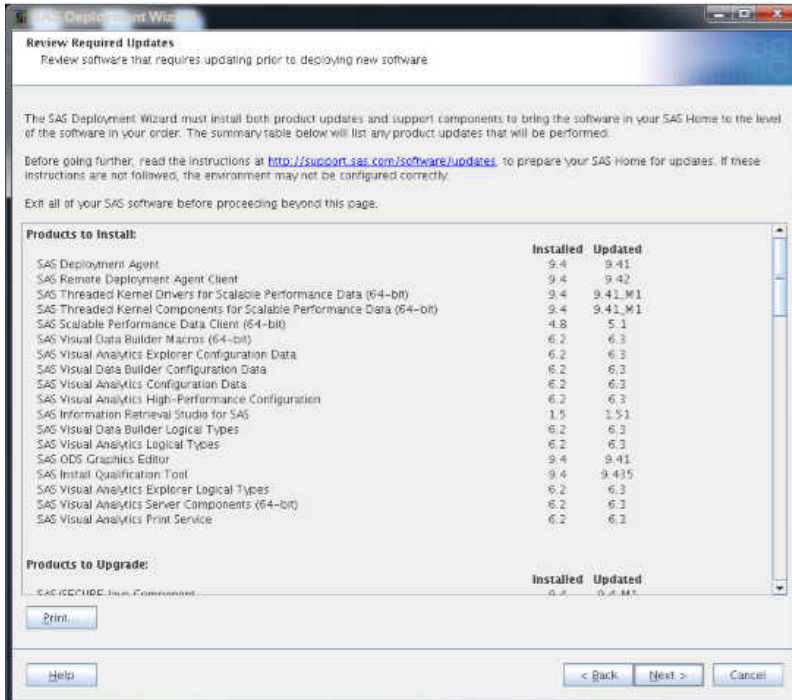 SAS Deployment Wizard
Review Required Updates
Review software that requires updating prior to deploying new software.
The SAS Deployment Wizard must install both product updates and support components to bring the software in your SAS Home to the level
of the software in your order. The summary table below will list any product updates that will be performed.
Before going further, read the instructions at http://support.sas.com/software/updates, to prepare your SAS Home for updates. If these
instructions are not followed, the environment may not be configured correctly.
Exit all of your SAS software before proceeding beyond this page.
Products to Install:
Installed Updated
SAS Deployment Agent 9.4 9.41
SAS Remote Deployment Agent Client 9.4 9.42
SAS Threaded Kernel Drivers for Scalable Performance Data (64-bit) 9.4 9.41_M1
SAS Threaded Kernel Components for Scalable Performance Data (64-bit) 9.4 9.41_M1
SAS Scalable Performance Data Client (64-bit) 4.8 5.1
SAS Visual Data Builder Macros (64-bit) 6.2 6.3
SAS Visual Analytics Explorer Configuration Data 6.2 6.3
SAS Visual Data Builder Configuration Data 6.2 6.3
SAS Visual Analytics Configuration Data 6.2 6.3
SAS Visual Analytics High-Performance Configuration 6.2 6.3
SAS Information Retrieval Studio for SAS 1.5 1.51
SAS Visual Data Builder Logical Types 6.2 6.3
SAS Visual Analytics Logical Types 6.2 6.3
SAS ODS Graphics Editor 9.4 9.41
SAS Install Qualification Tool 9.4 9.435
SAS Visual Analytics Explorer Logical Types 6.2 6.3
SAS Visual Analytics Server Components (64-bit) 6.2 6.3
SAS Visual Analytics Print Service 6.2 6.3
Products to Upgrade:
Installed Updated
SAS/SECURE Java Component 9.4 9.4_M1
Print...
Help
< Back
Next >
Cancel